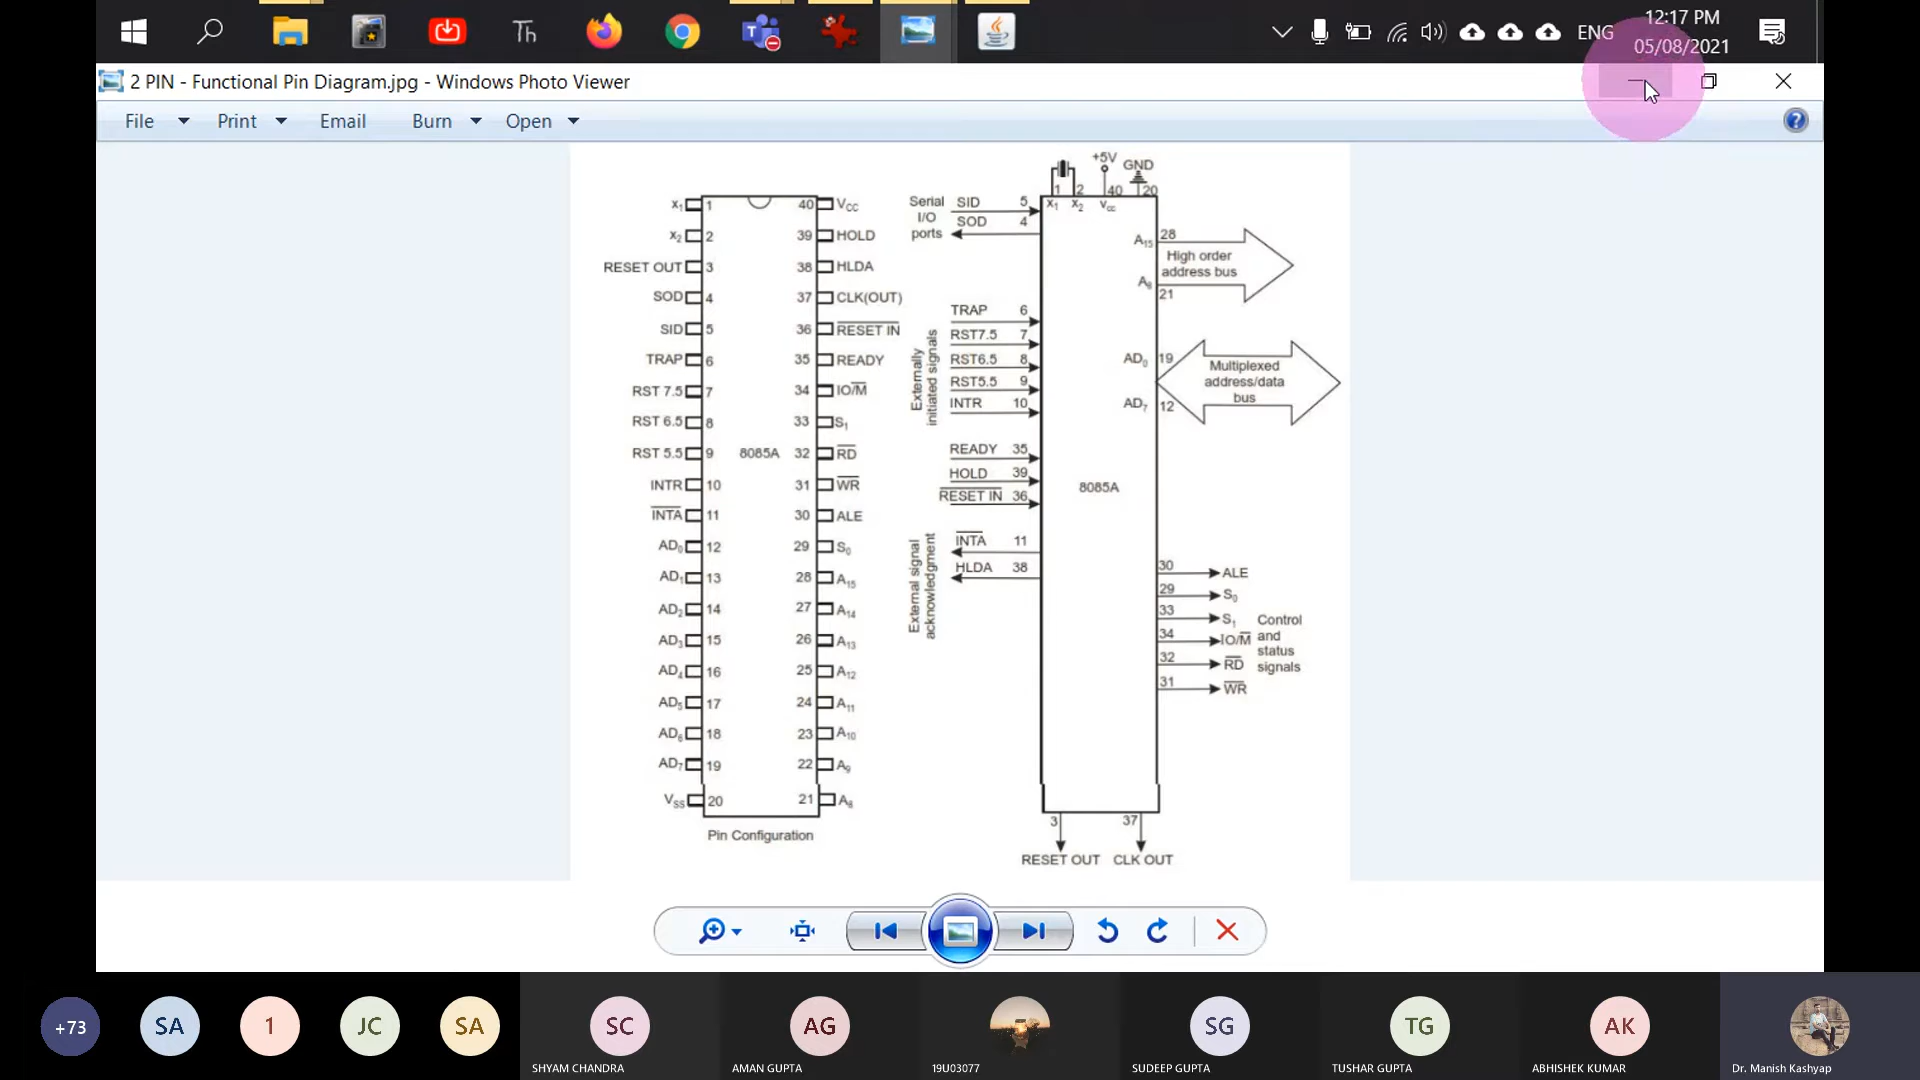 Th
ENG
12:17 PM
05/08/2021
2 PIN - Functional Pin Diagram.jpg - Windows Photo Viewer
File Print Email Burn Open
X1 1 40 VCC
X2 2 39 HOLD
RESET OUT 3 38 HLDA
SOD 4 37 CLK(OUT)
SID 5 36 RESET IN
TRAP 6 35 READY
RST 7.5 7 34 IO/M
RST 6.5 8 33 S1
RST 5.5 9 8085A 32 RD
INTR 10 31 WR
INTA 11 30 ALE
AD0 12 29 S0
AD1 13 28 A15
AD2 14 27 A14
AD3 15 26 A13
AD4 16 25 A12
AD5 17 24 A11
AD6 18 23 A10
AD7 19 22 A9
VSS 20 21 A8
Pin Configuration
+5V GND
1 2 40 20
X1 X2 Vcc
Serial I/O ports
SID 5
SOD 4
Externally initiated signals
TRAP 6
RST7.5 7
RST6.5 8
RST5.5 9
INTR 10
READY 35
HOLD 39
RESET IN 36
External signal acknowledgment
INTA 11
HLDA 38
8085A
A15 28
High order
address bus
A8 21
AD0 19
Multiplexed
address/data
bus
AD7 12
30 ALE
29 S0
33 S1
34 IO/M
32 RD
31 WR
Control
and
status
signals
3 37
RESET OUT CLK OUT
+73 SA 1 JC SA SC AG SG TG AK
SHYAM CHANDRA AMAN GUPTA 19U03077 SUDEEP GUPTA TUSHAR GUPTA ABHISHEK KUMAR Dr. Manish Kashyap